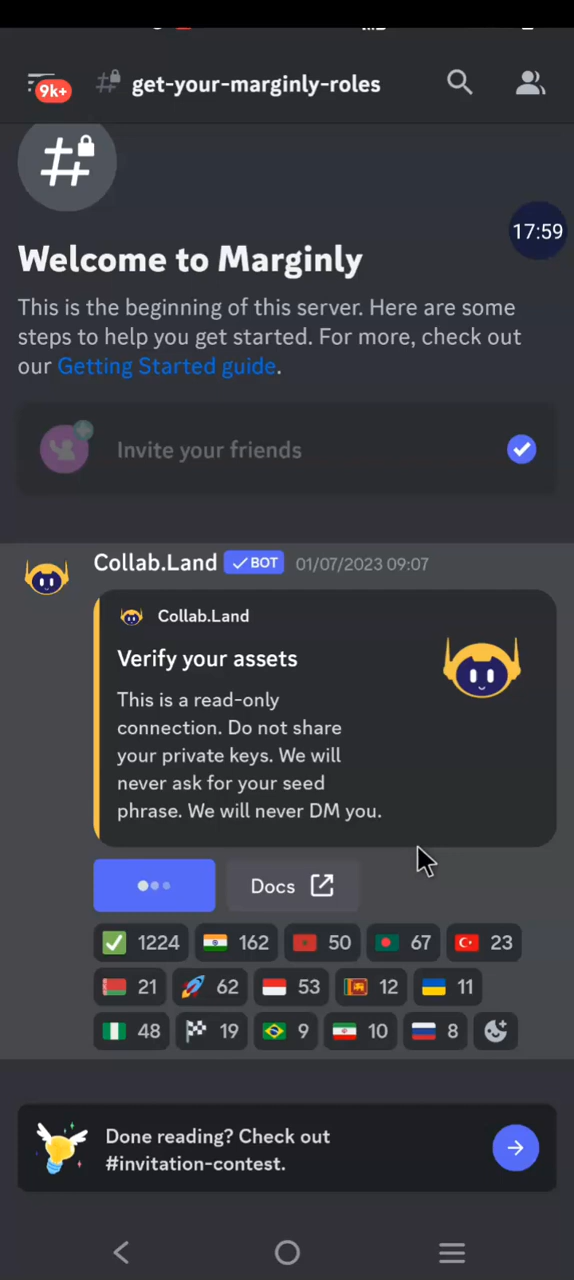 9k+
get-your-marginly-roles
17:59
Welcome to Marginly
This is the beginning of this server. Here are some
steps to help you get started. For more, check out
our Getting Started guide.
Invite your friends
Collab.Land BOT 01/07/2023 09:07
Collab.Land
Verify your assets
This is a read-only
connection. Do not share
your private keys. We will
never ask for your seed
phrase. We will never DM you.
Docs
1224 162 50 67 23
21 62 53 12 11
48 19 9 10 8
Done reading? Check out
#invitation-contest.